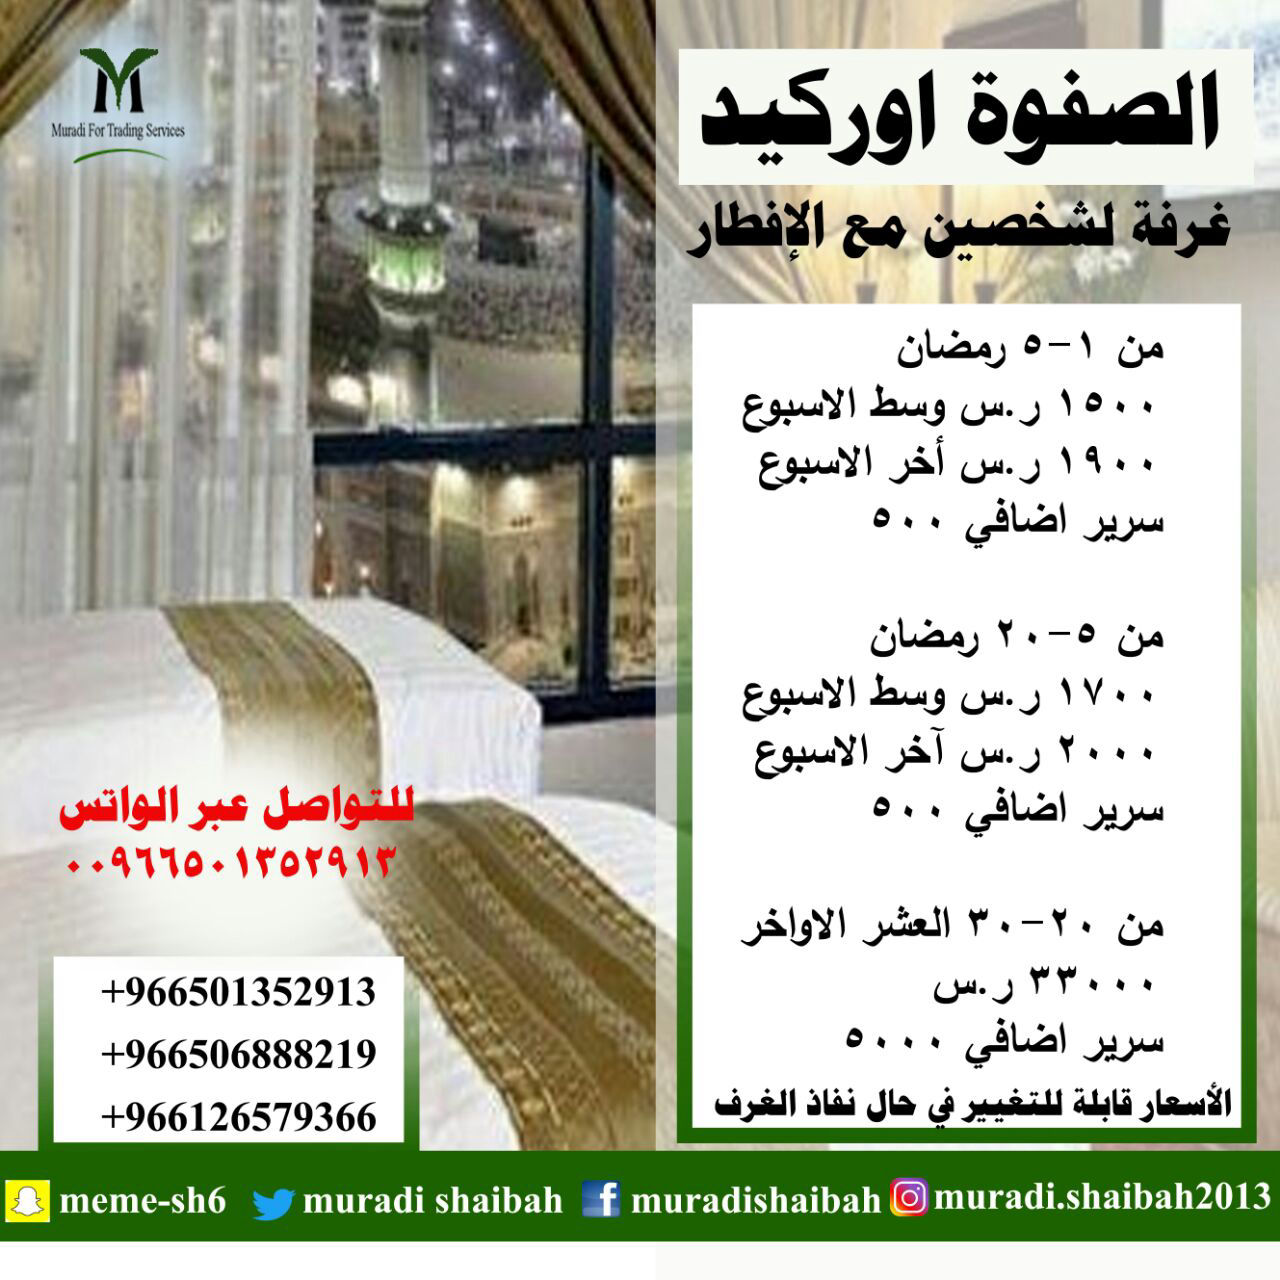 Muradi For Trading Services
الصفوة اوركيد
غرفة لشخصين مع الإفطار
من ١-٥ رمضان
١٥٠٠ ر.س وسط الاسبوع
١٩٠٠ ر.س أخر الاسبوع
سرير اضافي ٥٠٠
من ٥-٢٠ رمضان
١٧٠٠ ر.س وسط الاسبوع
٢٠٠٠ ر.س آخر الاسبوع
سرير اضافي ٥٠٠
من ٢٠-٣٠ العشر الاواخر
٣٣٠٠٠ ر.س
سرير اضافي ٥٠٠٠
الأسعار قابلة للتغيير في حال نفاذ الغرف
للتواصل عبر الواتس
٠٠٩٦٦٥٠١٣٥٢٩١٣
+966501352913
+966506888219
+966126579366
meme-sh6
muradi shaibah
muradishaibah
muradi.shaibah2013